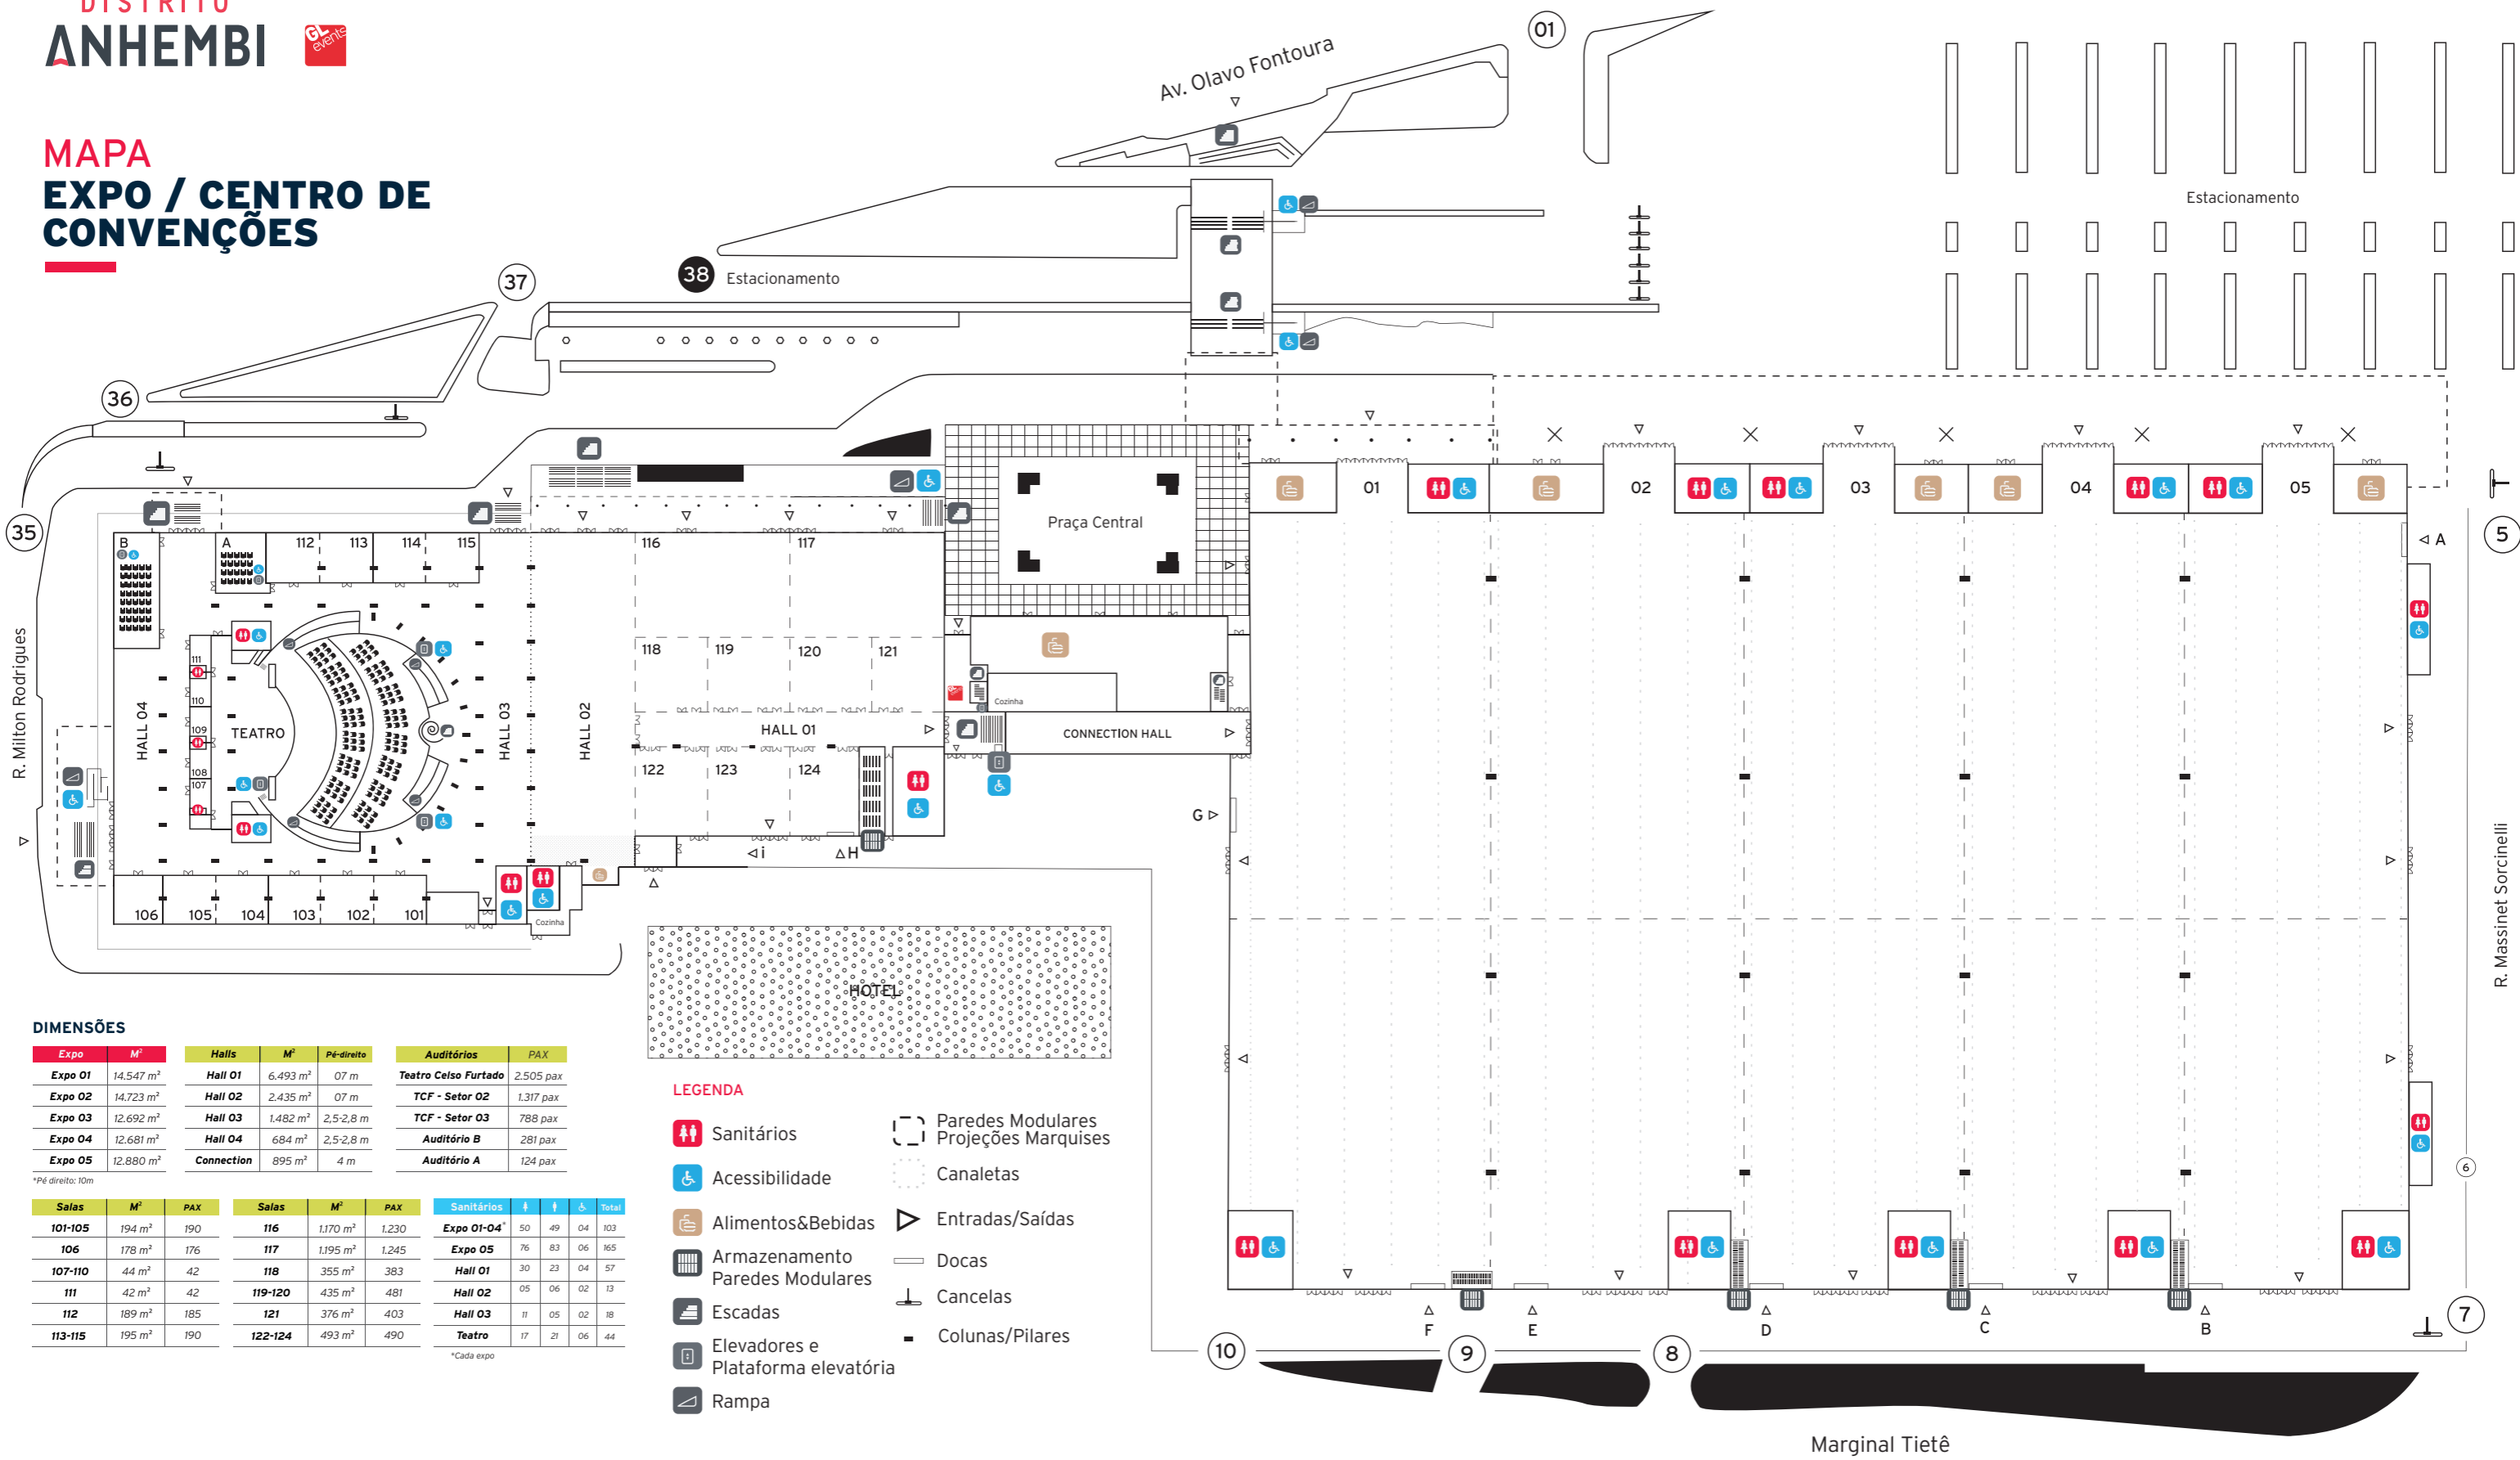 DISTRITO
ANHEMBI
GL events
MAPA
EXPO / CENTRO DE
CONVENÇÕES
Av. Olavo Fontoura
01
Estacionamento
38 Estacionamento
37
36
35
5
6
7
8
9
10
R. Milton Rodrigues
R. Massinet Sorcinelli
Marginal Tietê
Praça Central
01
02
03
04
05
B
A
112
113
114
115
116
117
118
119
120
121
111
110
109
108
107
TEATRO
HALL 04
HALL 03
HALL 02
HALL 01
Cozinha
CONNECTION HALL
122
123
124
106
105
104
103
102
101
Cozinha
HOTEL
A
G
i
H
F
E
D
C
B
DIMENSÕES
Expo M²
Expo 01 14.547 m²
Expo 02 14.723 m²
Expo 03 12.692 m²
Expo 04 12.681 m²
Expo 05 12.880 m²
*Pé direito: 10m
Halls M² Pé-direito
Hall 01 6.493 m² 07 m
Hall 02 2.435 m² 07 m
Hall 03 1.482 m² 2,5-2,8 m
Hall 04 684 m² 2,5-2,8 m
Connection 895 m² 4 m
Auditórios PAX
Teatro Celso Furtado 2.505 pax
TCF - Setor 02 1.317 pax
TCF - Setor 03 788 pax
Auditório B 281 pax
Auditório A 124 pax
Salas M² PAX
101-105 194 m² 190
106 178 m² 176
107-110 44 m² 42
111 42 m² 42
112 189 m² 185
113-115 195 m² 190
Salas M² PAX
116 1.170 m² 1.230
117 1.195 m² 1.245
118 355 m² 383
119-120 435 m² 481
121 376 m² 403
122-124 493 m² 490
Sanitários Total
Expo 01-04* 50 49 04 103
Expo 05 76 83 06 165
Hall 01 30 23 04 57
Hall 02 05 06 02 13
Hall 03 11 05 02 18
Teatro 17 21 06 44
*Cada expo
LEGENDA
Sanitários
Acessibilidade
Alimentos&Bebidas
Armazenamento
Paredes Modulares
Escadas
Elevadores e
Plataforma elevatória
Rampa
Paredes Modulares
Projeções Marquises
Canaletas
Entradas/Saídas
Docas
Cancelas
Colunas/Pilares